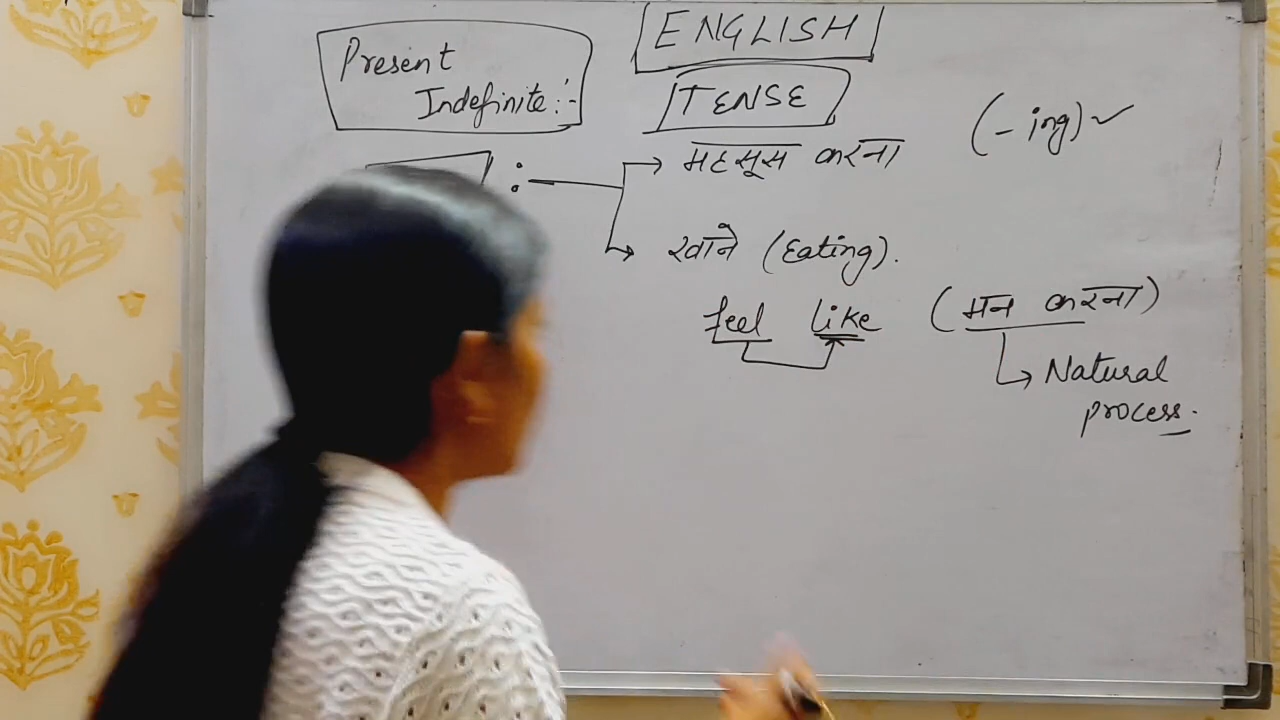 ENGLISH
Present
Indefinite:-
TENSE
(-ing)
: महसूस करना
खाने (Eating).
feel like (मन करना)
Natural
process.